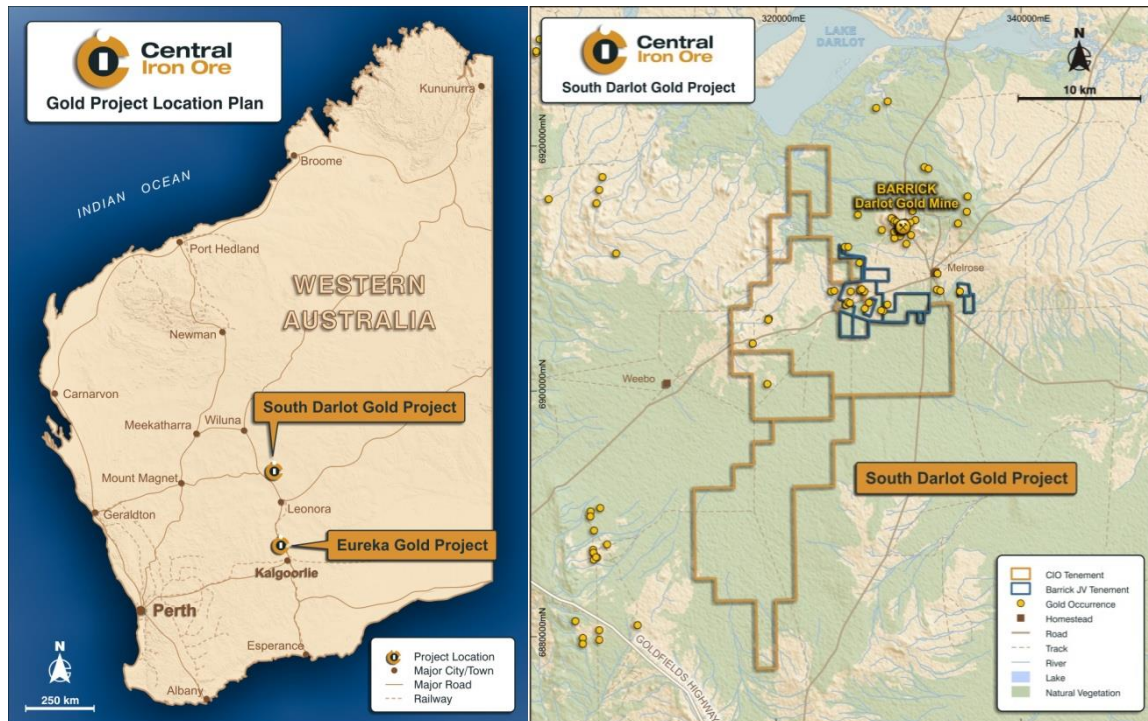 Central
Iron Ore
Gold Project Location Plan
Kununurra
Broome
INDIAN OCEAN
Port Hedland
WESTERN
AUSTRALIA
Newman
Carnarvon
South Darlot Gold Project
Meekatharra
Wiluna
Mount Magnet
Leonora
Geraldton
Eureka Gold Project
Kalgoorlie
Perth
Esperance
Albany
N
250 km
Project Location
Major City/Town
Major Road
Railway
Central
Iron Ore
South Darlot Gold Project
320000mE
340000mE
LAKE
DARLOT
N
10 km
6920000mN
BARRICK
Darlot Gold Mine
Melrose
Weebo
6900000mN
South Darlot Gold Project
6880000mN
GOLDFIELDS HIGHWAY
CIO Tenement
Barrick JV Tenement
Gold Occurrence
Homestead
Road
Track
River
Lake
Natural Vegetation